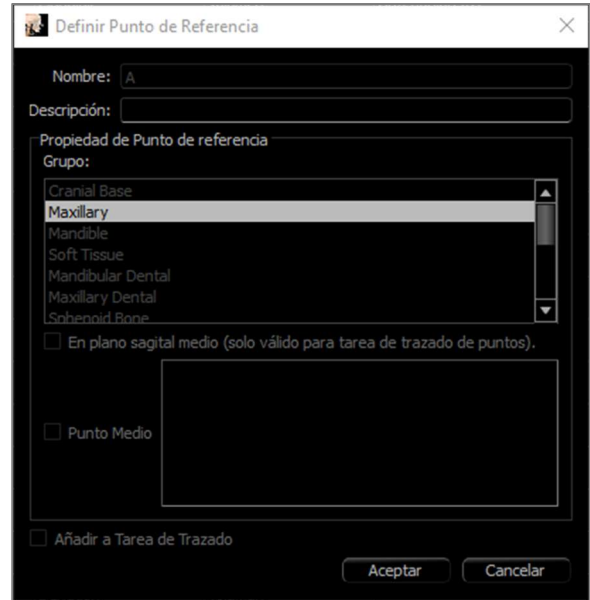 Definir Punto de Referencia
Nombre: A
Descripción:
Propiedad de Punto de referencia
Grupo:
Cranial Base
Maxillary
Mandible
Soft Tissue
Mandibular Dental
Maxillary Dental
Sphenoid Bone
En plano sagital medio (solo válido para tarea de trazado de puntos).
Punto Medio
Añadir a Tarea de Trazado
Aceptar Cancelar